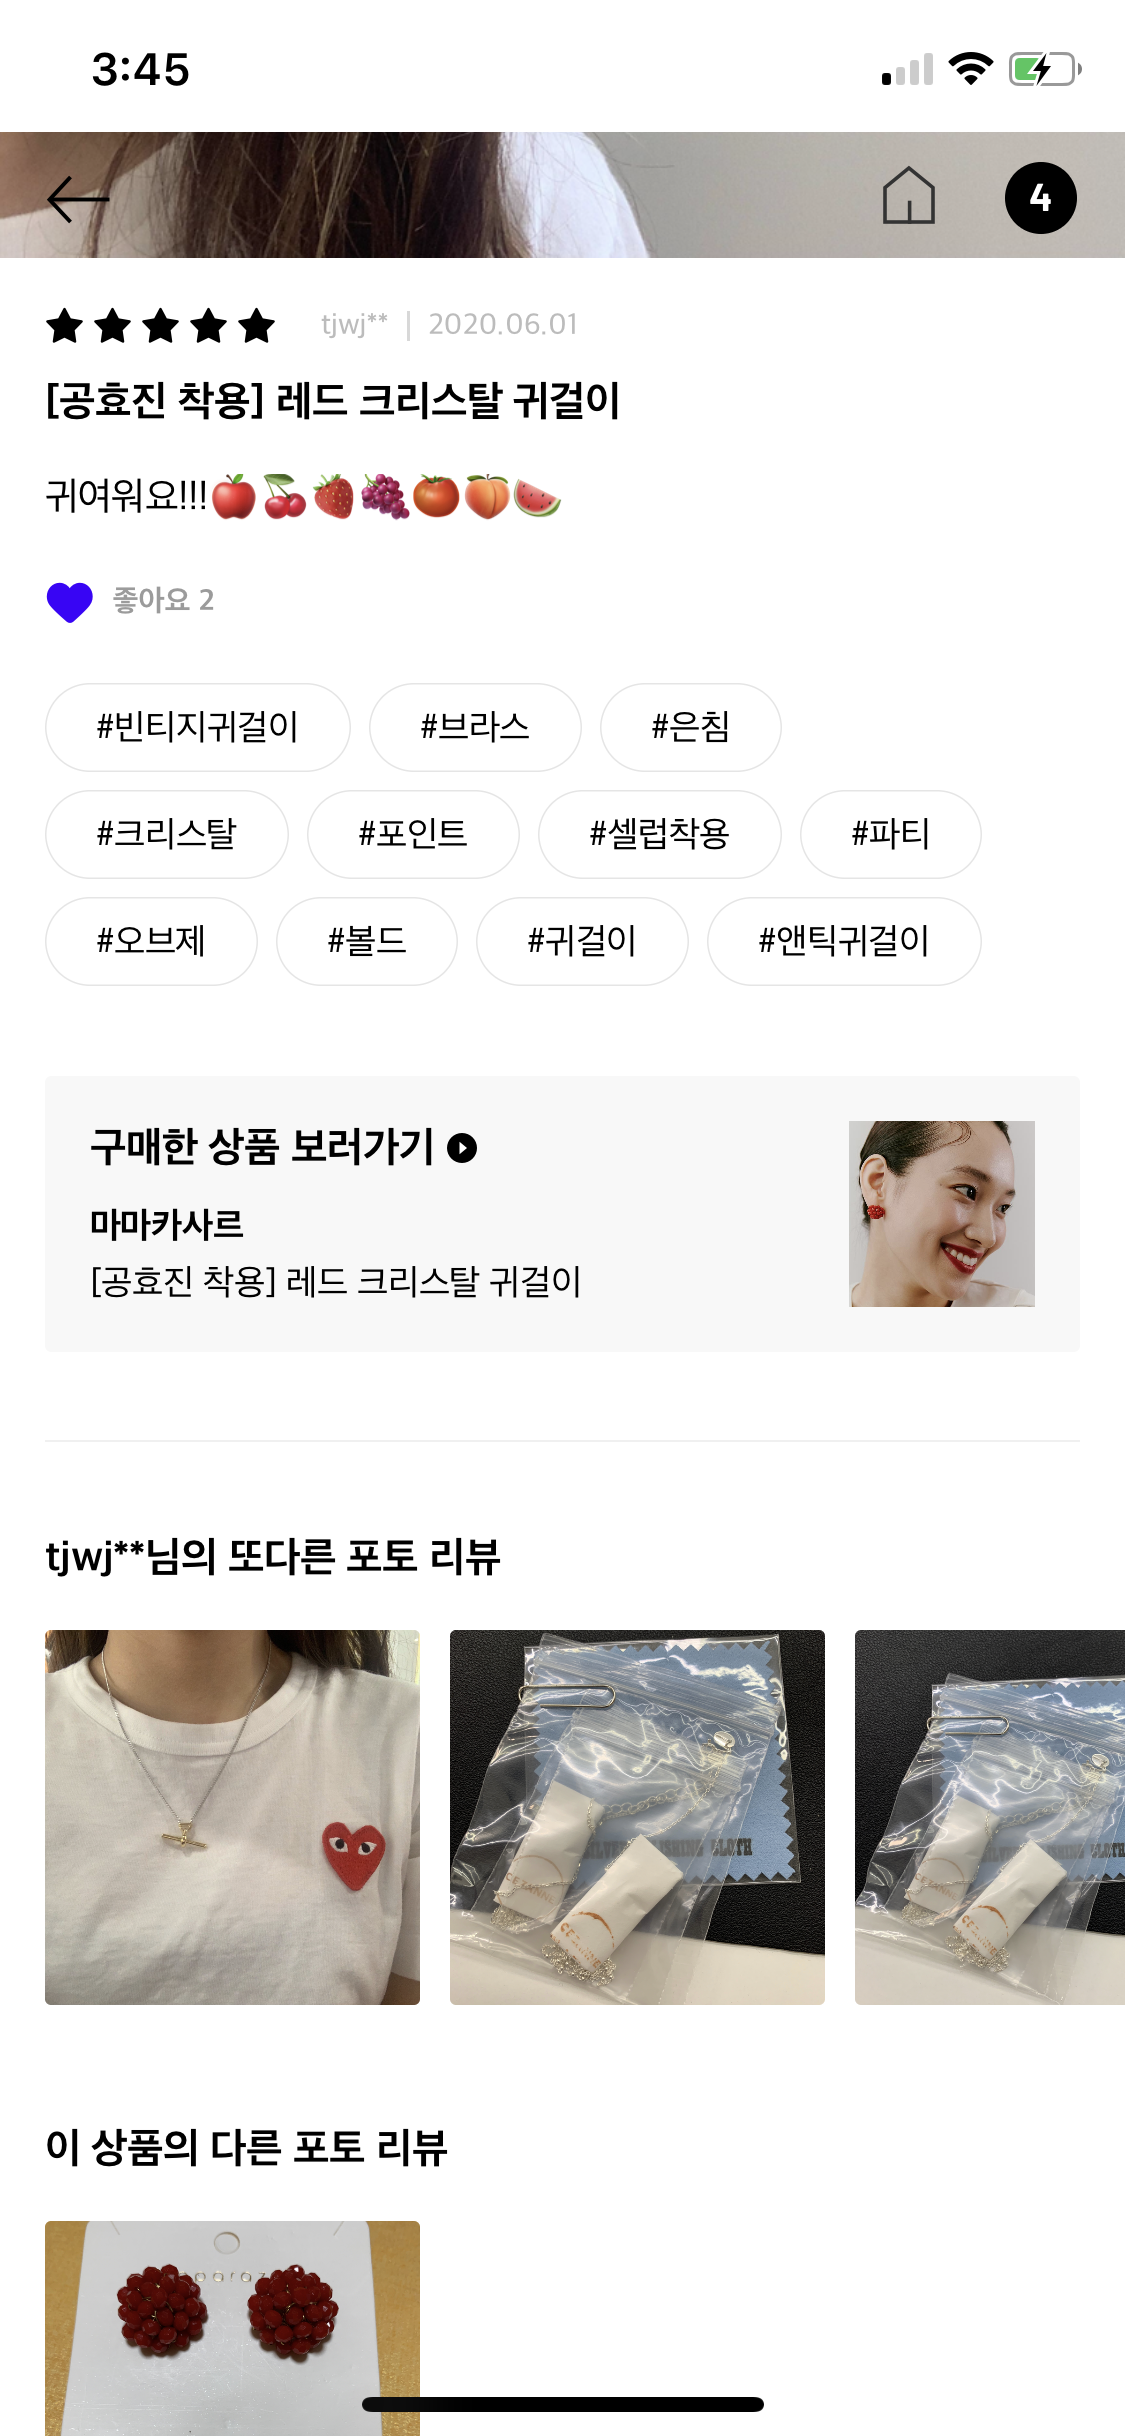 3:45
4
tjwj** | 2020.06.01
[공효진 착용] 레드 크리스탈 귀걸이
귀여워요!!!🍎🍒🍓🍇🍅🍑🍉
좋아요 2
#빈티지귀걸이 #브라스 #은침
#크리스탈 #포인트 #셀럽착용 #파티
#오브제 #볼드 #귀걸이 #앤틱귀걸이
구매한 상품 보러가기
마마카사르
[공효진 착용] 레드 크리스탈 귀걸이
tjwj**님의 또다른 포토 리뷰
CLOTH
이 상품의 다른 포토 리뷰